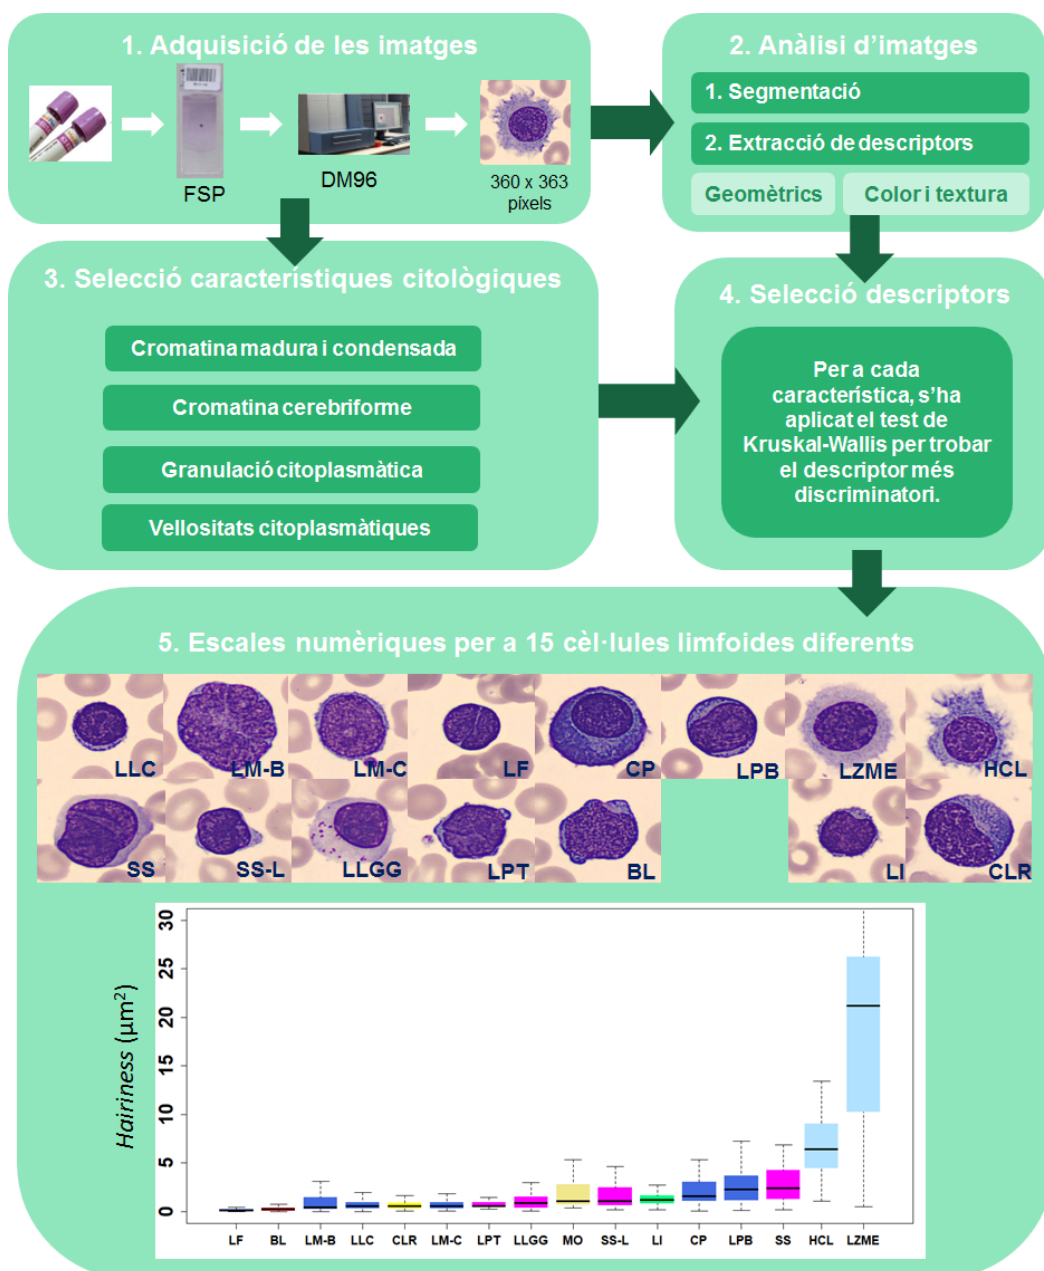 1. Adquisició de les imatges
FSP
DM96
360 x 363
píxels
2. Anàlisi d'imatges
1. Segmentació
2. Extracció de descriptors
Geomètrics
Color i textura
3. Selecció característiques citològiques
Cromatina madura i condensada
Cromatina cerebriforme
Granulació citoplasmàtica
Vellositats citoplasmàtiques
4. Selecció descriptors
Per a cada
característica, s'ha
aplicat el test de
Kruskal-Wallis per trobar
el descriptor més
discriminatori.
5. Escales numèriques per a 15 cèl·lules limfoides diferents
LLC LM-B LM-C LF CP LPB LZME HCL
SS SS-L LLGG LPT BL LI CLR
Hairiness (µm²)
30
25
20
15
10
5
0
LF BL LM-B LLC CLR LM-C LPT LLGG MO SS-L LI CP LPB SS HCL LZME